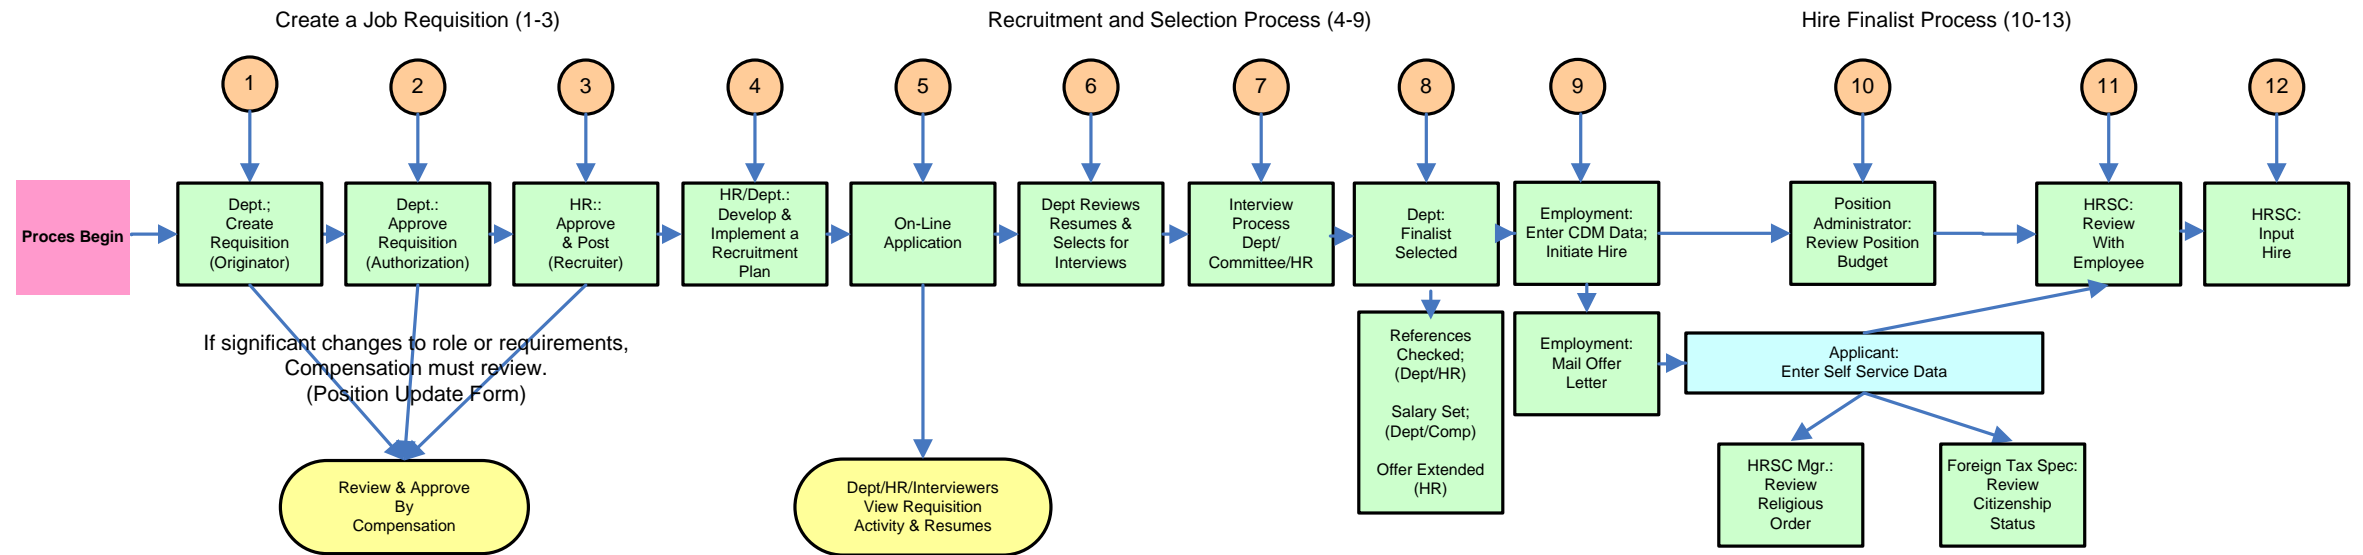 Create a Job Requisition (1-3)
Recruitment and Selection Process (4-9)
Hire Finalist Process (10-13)
1
2
3
4
5
6
7
8
9
10
11
12
Proces Begin
Dept.;
Create
Requisition
(Originator)
Dept.:
Approve
Requisition
(Authorization)
HR::
Approve
& Post
(Recruiter)
HR/Dept.:
Develop &
Implement a
Recruitment
Plan
On-Line
Application
Dept Reviews
Resumes &
Selects for
Interviews
Interview
Process
Dept/
Committee/HR
Dept:
Finalist
Selected
Employment:
Enter CDM Data;
Initiate Hire
Position
Administrator:
Review Position
Budget
HRSC:
Review
With
Employee
HRSC:
Input
Hire
If significant changes to role or requirements,
Compensation must review.
(Position Update Form)
References
Checked;
(Dept/HR)
Salary Set;
(Dept/Comp)
Offer Extended
(HR)
Employment:
Mail Offer
Letter
Applicant:
Enter Self Service Data
Review & Approve
By
Compensation
Dept/HR/Interviewers
View Requisition
Activity & Resumes
HRSC Mgr.:
Review
Religious
Order
Foreign Tax Spec:
Review
Citizenship
Status